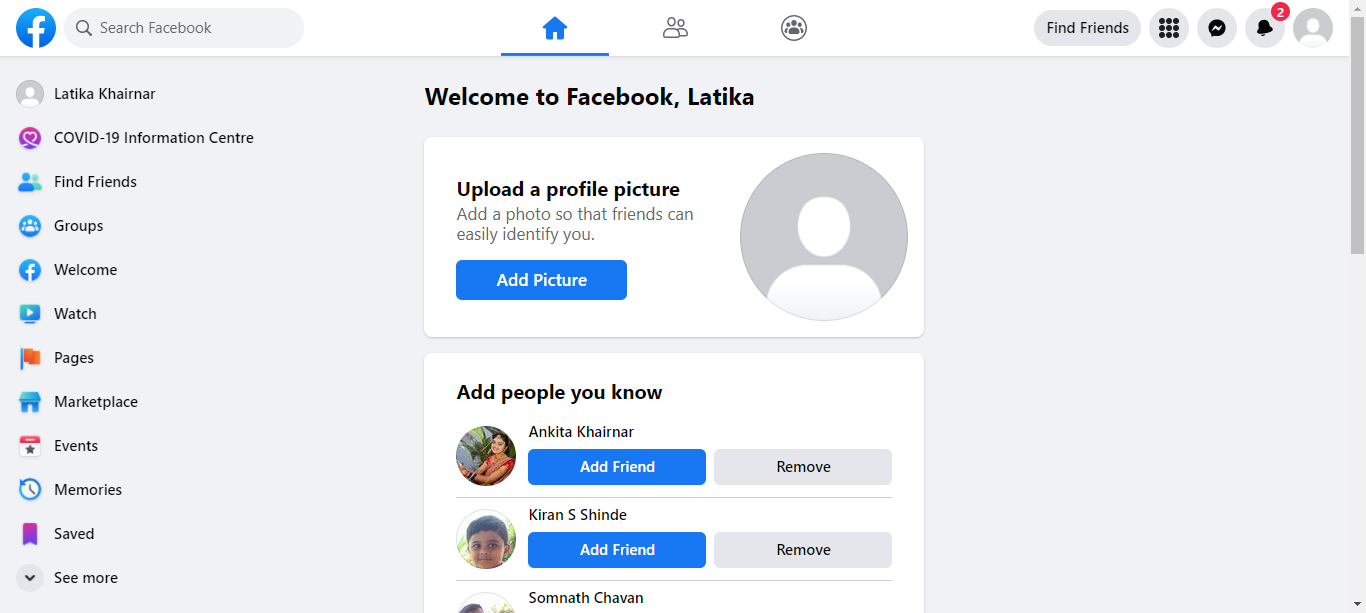 Search Facebook
Find Friends
2
Latika Khairnar
COVID-19 Information Centre
Find Friends
Groups
Welcome
Watch
Pages
Marketplace
Events
Memories
Saved
See more
Welcome to Facebook, Latika
Upload a profile picture
Add a photo so that friends can
easily identify you.
Add Picture
Add people you know
Ankita Khairnar
Add Friend Remove
Kiran S Shinde
Add Friend Remove
Somnath Chavan